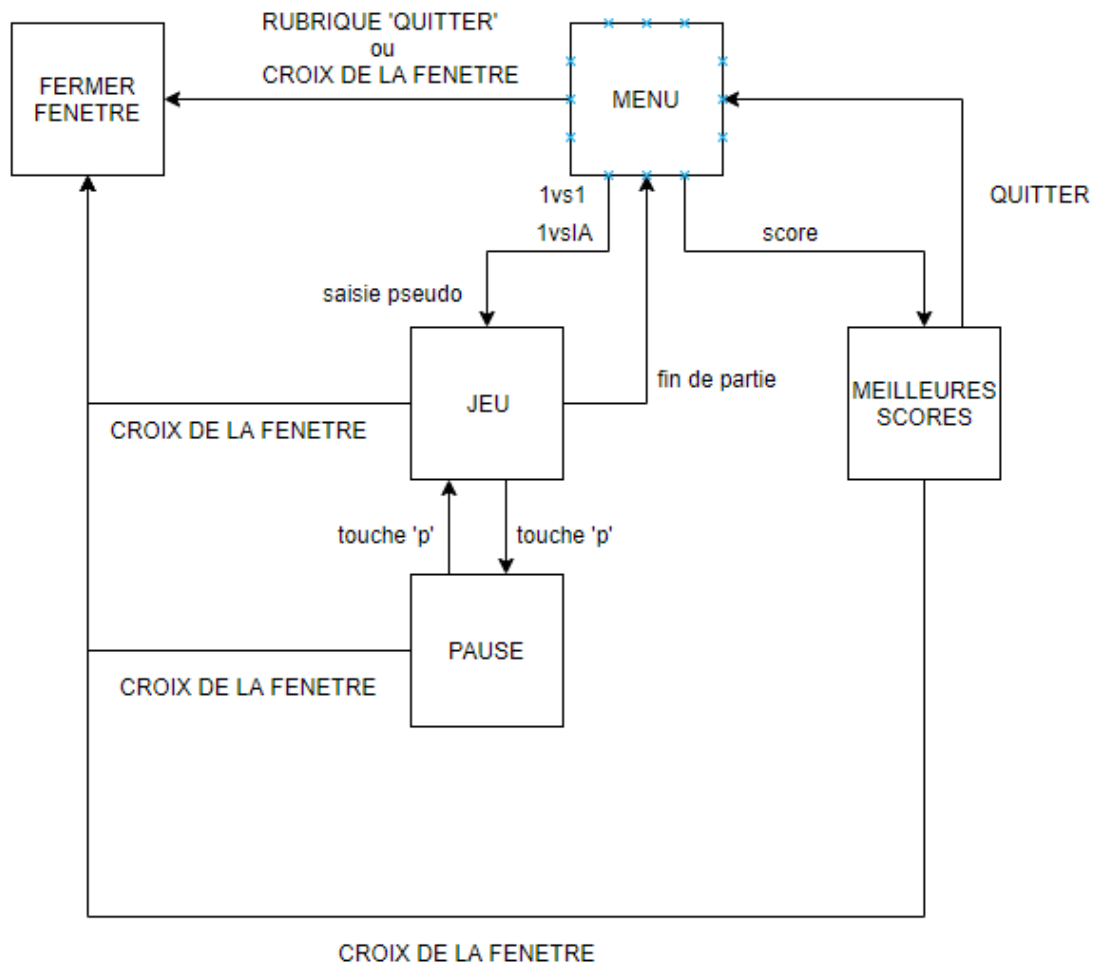 RUBRIQUE 'QUITTER'
ou
CROIX DE LA FENETRE
FERMER
FENETRE
MENU
1vs1
QUITTER
1vsIA
score
saisie pseudo
fin de partie
JEU
MEILLEURES
SCORES
CROIX DE LA FENETRE
touche 'p'
touche 'p'
PAUSE
CROIX DE LA FENETRE
CROIX DE LA FENETRE